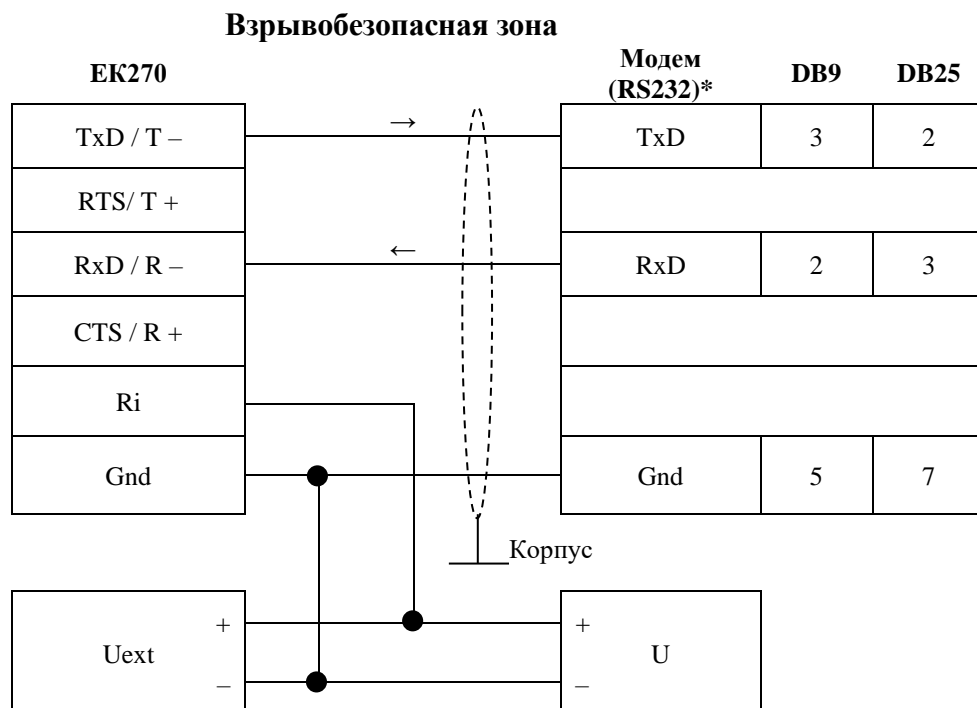 Взрывобезопасная зона
ЕК270
Модем
(RS232)*
DB9
DB25
TxD / T –
→
TxD
3
2
RTS/ T +
RxD / R –
←
RxD
2
3
CTS / R +
Ri
Gnd
Gnd
5
7
Корпус
Uext
+
–
+
–
U